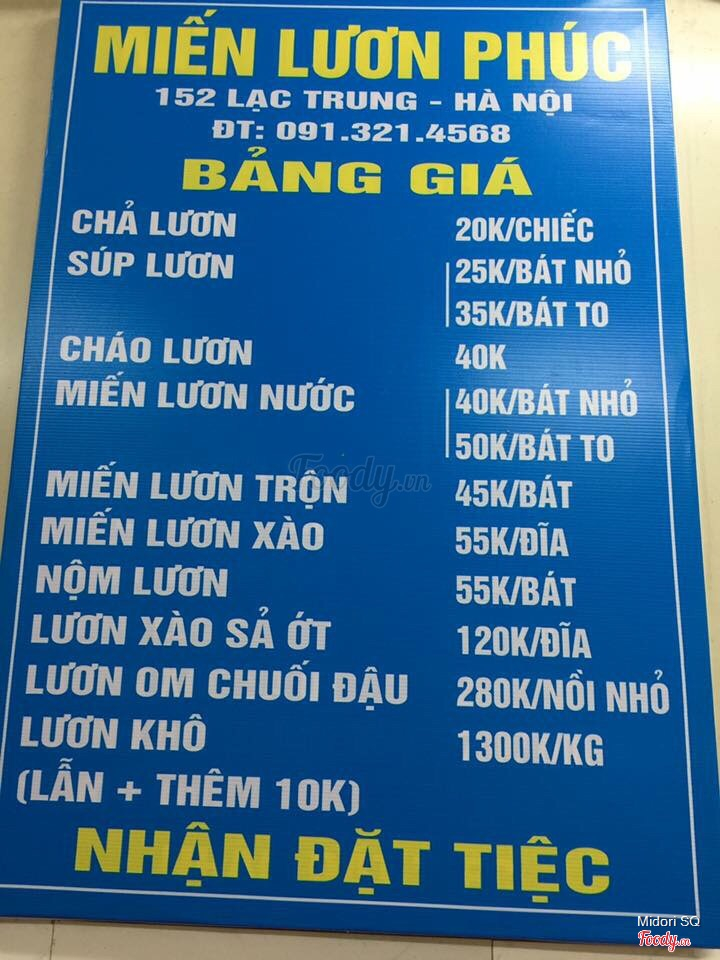 MIẾN LƯƠN PHÚC
152 LẠC TRUNG - HÀ NỘI
ĐT: 091.321.4568
BẢNG GIÁ
CHẢ LƯƠN 20K/CHIẾC
SÚP LƯƠN 25K/BÁT NHỎ
35K/BÁT TO
CHÁO LƯƠN 40K
MIẾN LƯƠN NƯỚC 40K/BÁT NHỎ
50K/BÁT TO
Foody.vn
MIẾN LƯƠN TRỘN 45K/BÁT
MIẾN LƯƠN XÀO 55K/ĐĨA
NỘM LƯƠN 55K/BÁT
LƯƠN XÀO SẢ ỚT 120K/ĐĨA
LƯƠN OM CHUỐI ĐẬU 280K/NỒI NHỎ
LƯƠN KHÔ 1300K/KG
(LẪN + THÊM 10K)
NHẬN ĐẶT TIỆC
Midori SQ
Foody.vn